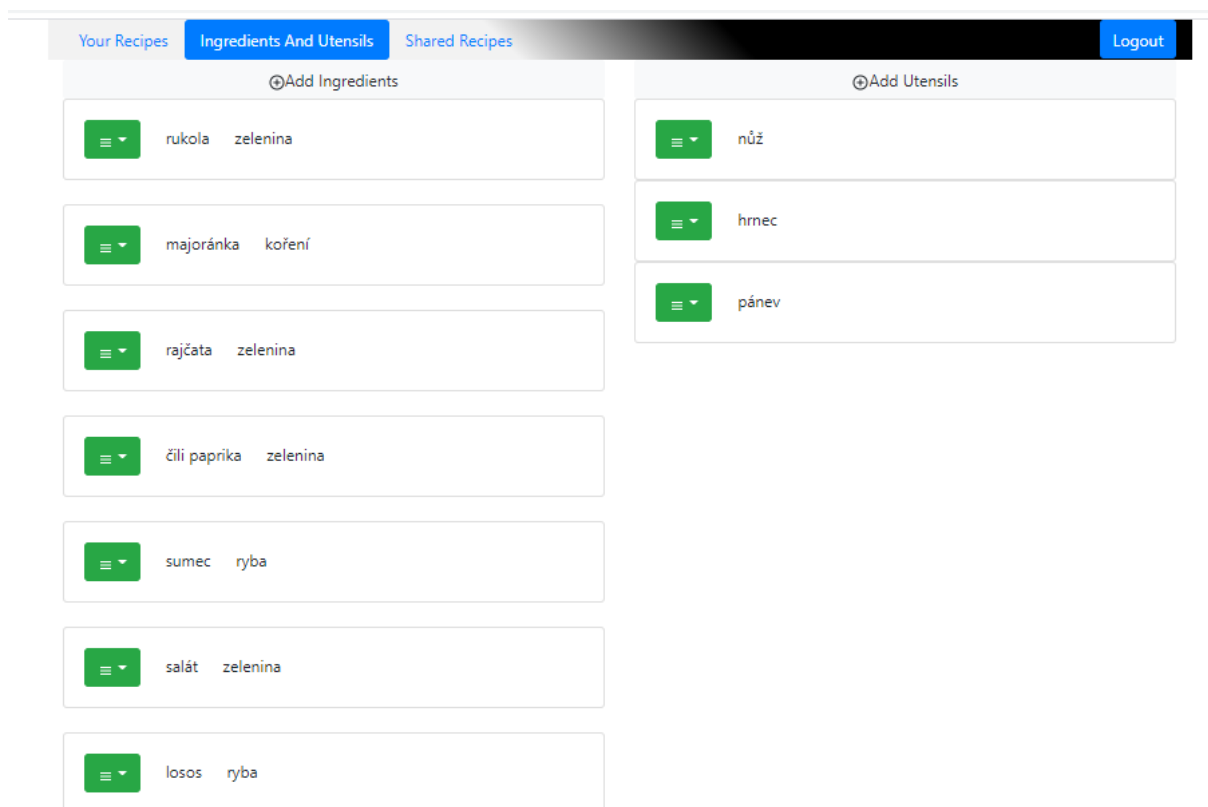 Your Recipes Ingredients And Utensils Shared Recipes Logout
Add Ingredients
rukola zelenina
majoránka koření
rajčata zelenina
čili paprika zelenina
sumec ryba
salát zelenina
losos ryba
Add Utensils
nůž
hrnec
pánev